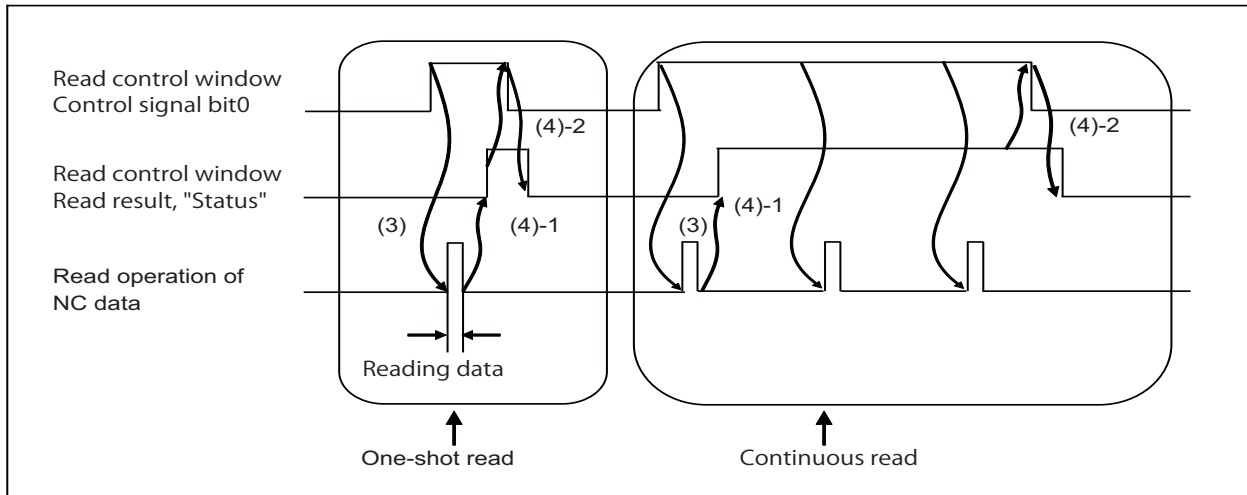 Read control window
Control signal bit0
(4)-2
(4)-2
Read control window
Read result, "Status"
(3)
(4)-1
(3)
(4)-1
Read operation of
NC data
Reading data
One-shot read
Continuous read